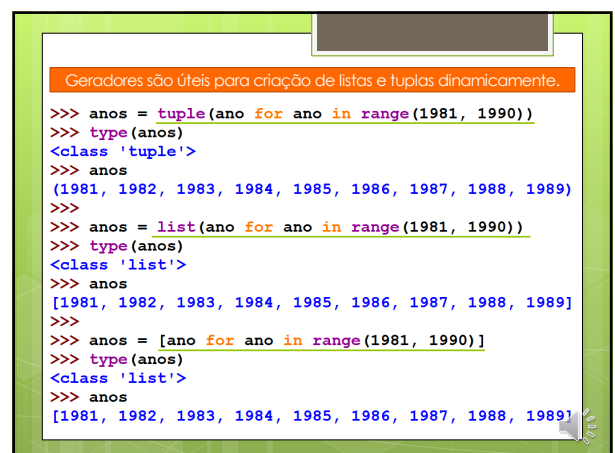 Geradores são úteis para criação de listas e tuplas dinamicamente.
>>> anos = tuple(ano for ano in range(1981, 1990))
>>> type(anos)
<class 'tuple'>
>>> anos
(1981, 1982, 1983, 1984, 1985, 1986, 1987, 1988, 1989)
>>>
>>> anos = list(ano for ano in range(1981, 1990))
>>> type(anos)
<class 'list'>
>>> anos
[1981, 1982, 1983, 1984, 1985, 1986, 1987, 1988, 1989]
>>>
>>> anos = [ano for ano in range(1981, 1990)]
>>> type(anos)
<class 'list'>
>>> anos
[1981, 1982, 1983, 1984, 1985, 1986, 1987, 1988, 1989]